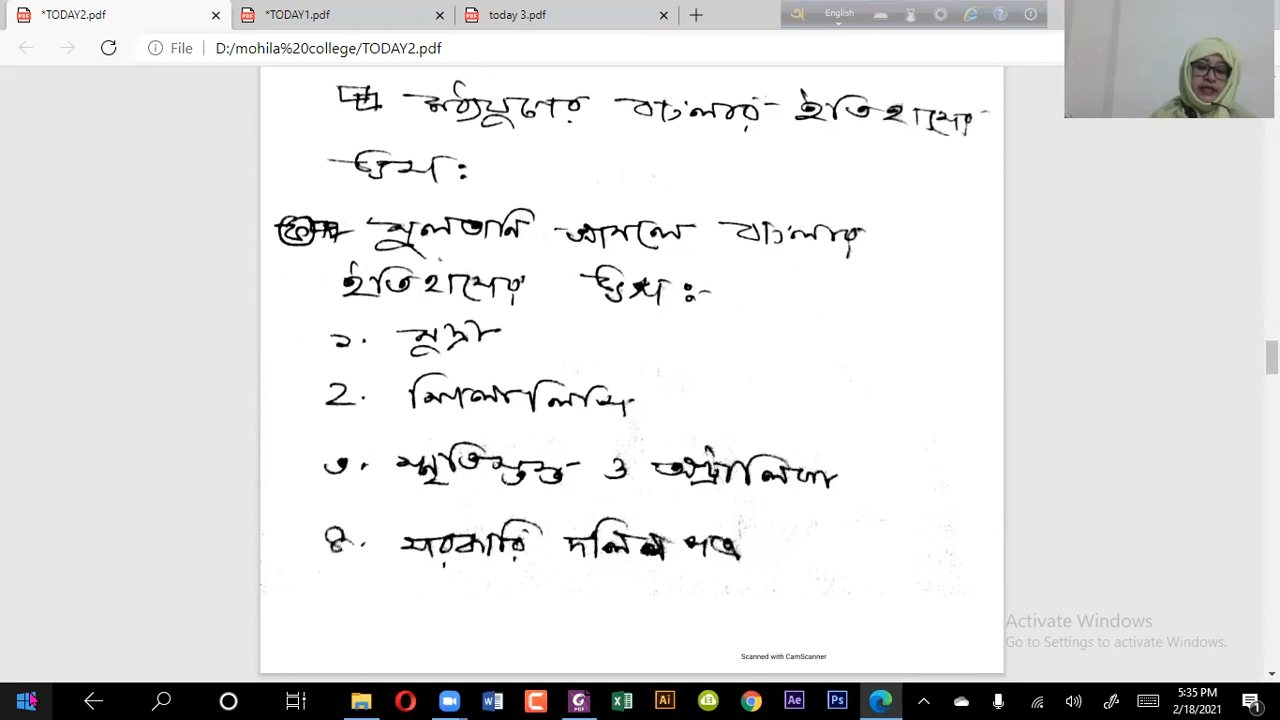 *TODAY2.pdf
*TODAY1.pdf
today 3.pdf
English
File D:/mohila%20college/TODAY2.pdf
মধ্যযুগের বাংলার ইতিহাসের
উৎস:
সুলতানি আমলে বাংলার
ইতিহাসের উৎস:-
১. মুদ্রা
2. শিলালিপি
৩. স্মৃতিস্তম্ভ ও অট্টালিকা
৪. সরকারি দলিল পত্র
Scanned with CamScanner
Activate Windows
Go to Settings to activate Windows.
5:35 PM
2/18/2021